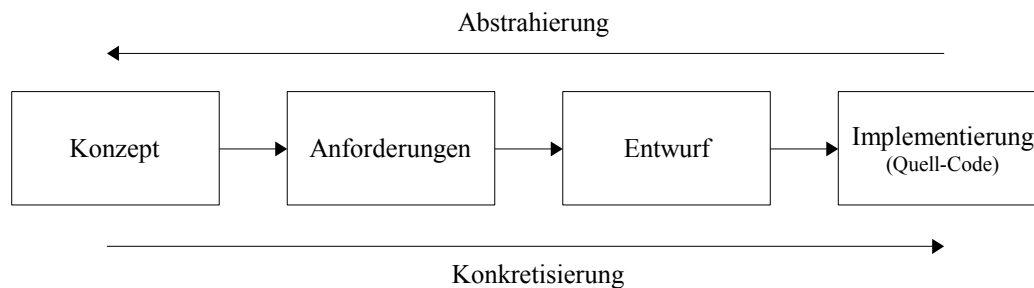 Abstrahierung
Konzept
Anforderungen
Entwurf
Implementierung
(Quell-Code)
Konkretisierung